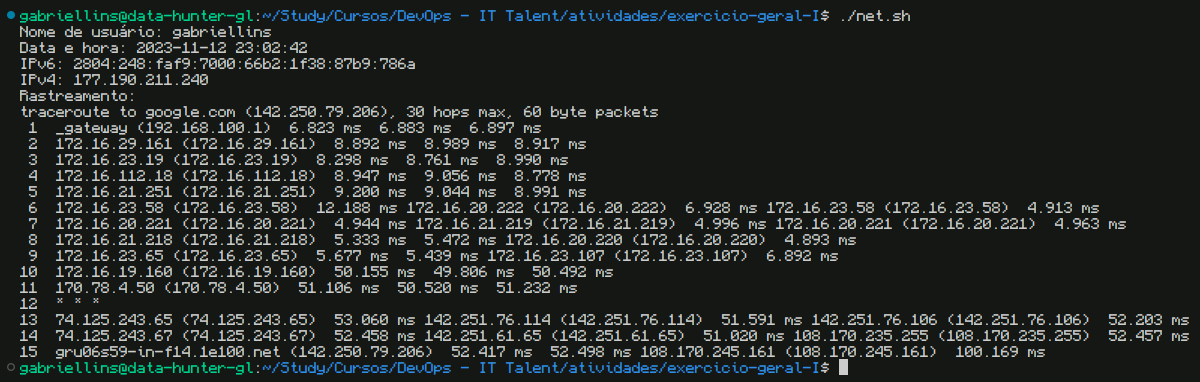 gabriellins@data-hunter-gl:~/Study/Cursos/DevOps - IT Talent/atividades/exercicio-geral-I$ ./net.sh
Nome de usuário: gabriellins
Data e hora: 2023-11-12 23:02:42
IPv6: 2804:248:faf9:7000:66b2:1f38:87b9:786a
IPv4: 177.190.211.240
Rastreamento:
traceroute to google.com (142.250.79.206), 30 hops max, 60 byte packets
 1  _gateway (192.168.100.1)  6.823 ms  6.883 ms  6.897 ms
 2  172.16.29.161 (172.16.29.161)  8.892 ms  8.989 ms  8.917 ms
 3  172.16.23.19 (172.16.23.19)  8.298 ms  8.761 ms  8.990 ms
 4  172.16.112.18 (172.16.112.18)  8.947 ms  9.056 ms  8.778 ms
 5  172.16.21.251 (172.16.21.251)  9.200 ms  9.044 ms  8.991 ms
 6  172.16.23.58 (172.16.23.58)  12.188 ms 172.16.20.222 (172.16.20.222)  6.928 ms 172.16.23.58 (172.16.23.58)  4.913 ms
 7  172.16.20.221 (172.16.20.221)  4.944 ms 172.16.21.219 (172.16.21.219)  4.996 ms 172.16.20.221 (172.16.20.221)  4.963 ms
 8  172.16.21.218 (172.16.21.218)  5.333 ms  5.472 ms 172.16.20.220 (172.16.20.220)  4.893 ms
 9  172.16.23.65 (172.16.23.65)  5.677 ms  5.439 ms 172.16.23.107 (172.16.23.107)  6.892 ms
10  172.16.19.160 (172.16.19.160)  50.155 ms  49.806 ms  50.492 ms
11  170.78.4.50 (170.78.4.50)  51.106 ms  50.520 ms  51.232 ms
12  * * *
13  74.125.243.65 (74.125.243.65)  53.060 ms 142.251.76.114 (142.251.76.114)  51.591 ms 142.251.76.106 (142.251.76.106)  52.203 ms
14  74.125.243.67 (74.125.243.67)  52.458 ms 142.251.61.65 (142.251.61.65)  51.020 ms 108.170.235.255 (108.170.235.255)  52.457 ms
15  gru06s59-in-f14.1e100.net (142.250.79.206)  52.417 ms  52.498 ms 108.170.245.161 (108.170.245.161)  100.169 ms
gabriellins@data-hunter-gl:~/Study/Cursos/DevOps - IT Talent/atividades/exercicio-geral-I$